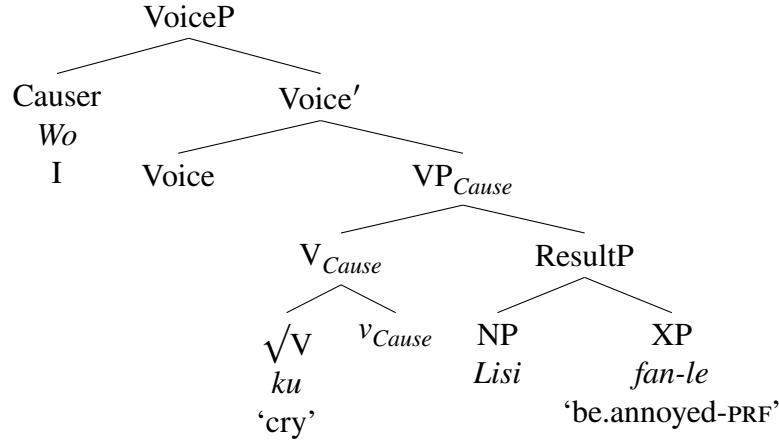 VoiceP
Causer Voice′
Wo
I Voice VP_Cause
V_Cause ResultP
√V v_Cause NP XP
ku Lisi fan-le
‘cry’ ‘be.annoyed-PRF’